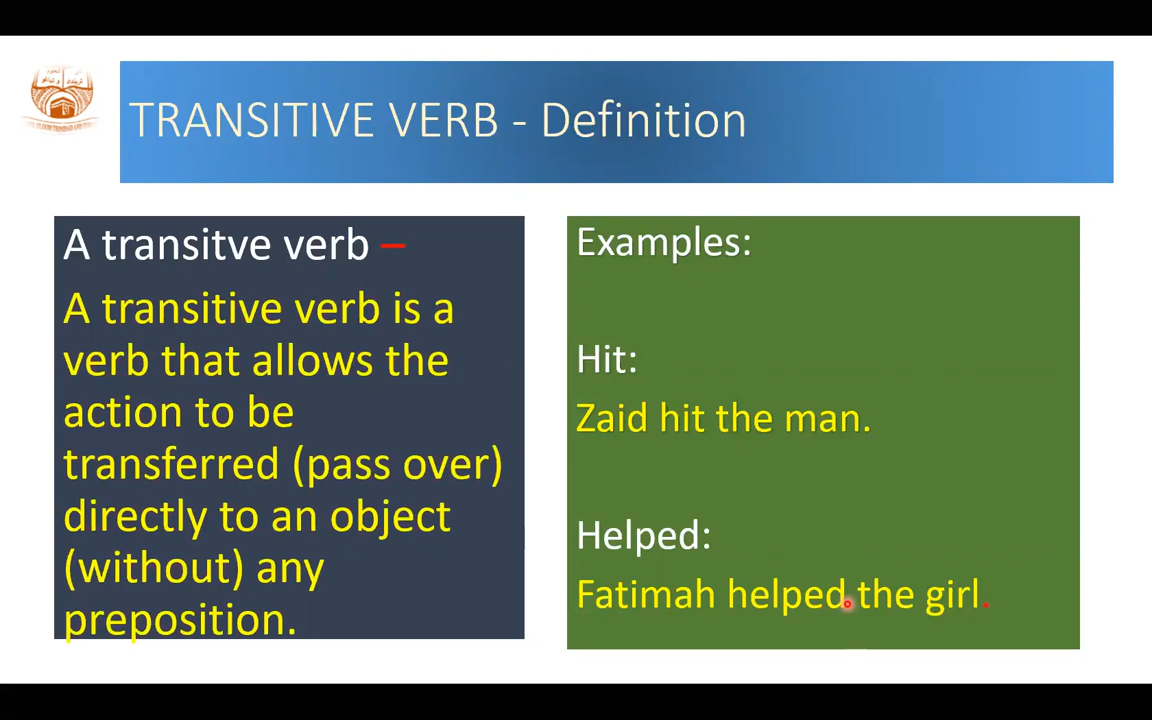 TRANSITIVE VERB - Definition
A transitve verb –
A transitive verb is a
verb that allows the
action to be
transferred (pass over)
directly to an object
(without) any
preposition.
Examples:
Hit:
Zaid hit the man.
Helped:
Fatimah helped the girl.